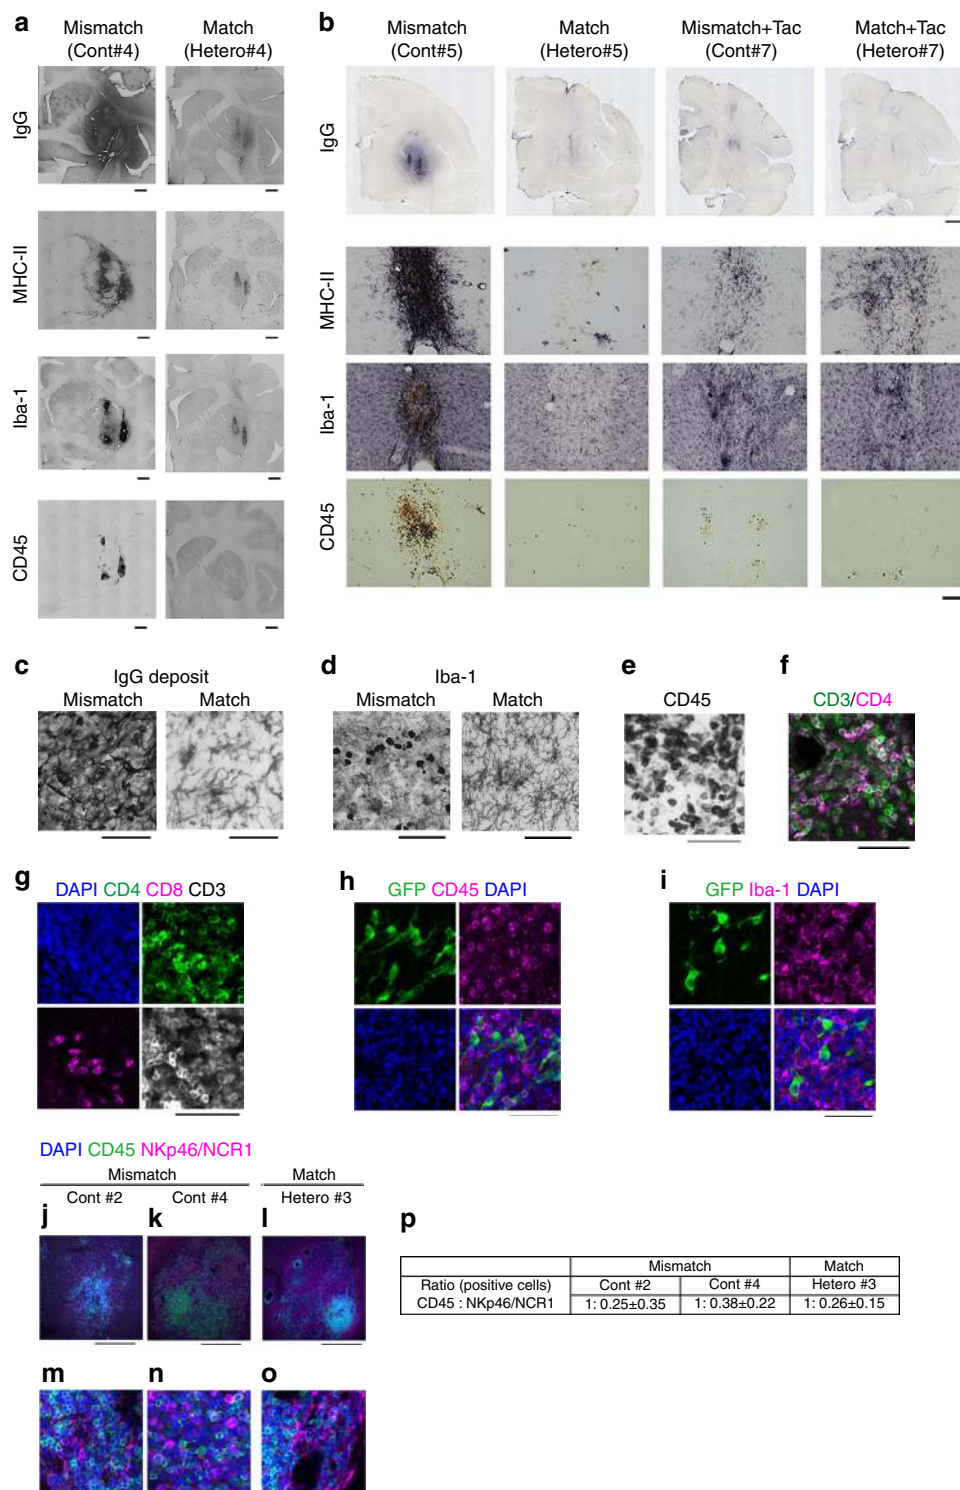 a
Mismatch
(Cont#4)
Match
(Hetero#4)
IgG
MHC-II
Iba-1
CD45
b
Mismatch
(Cont#5)
Match
(Hetero#5)
Mismatch+Tac
(Cont#7)
Match+Tac
(Hetero#7)
IgG
MHC-II
Iba-1
CD45
c
IgG deposit
Mismatch Match
d
Iba-1
Mismatch Match
e
CD45
f
CD3/CD4
g
DAPI CD4 CD8 CD3
h
GFP CD45 DAPI
i
GFP Iba-1 DAPI
DAPI CD45 NKp46/NCR1
Mismatch Match
Cont #2 Cont #4 Hetero #3
j k l
m n o
p
Mismatch Match
Ratio (positive cells) Cont #2 Cont #4 Hetero #3
CD45 : NKp46/NCR1 1: 0.25±0.35 1: 0.38±0.22 1: 0.26±0.15